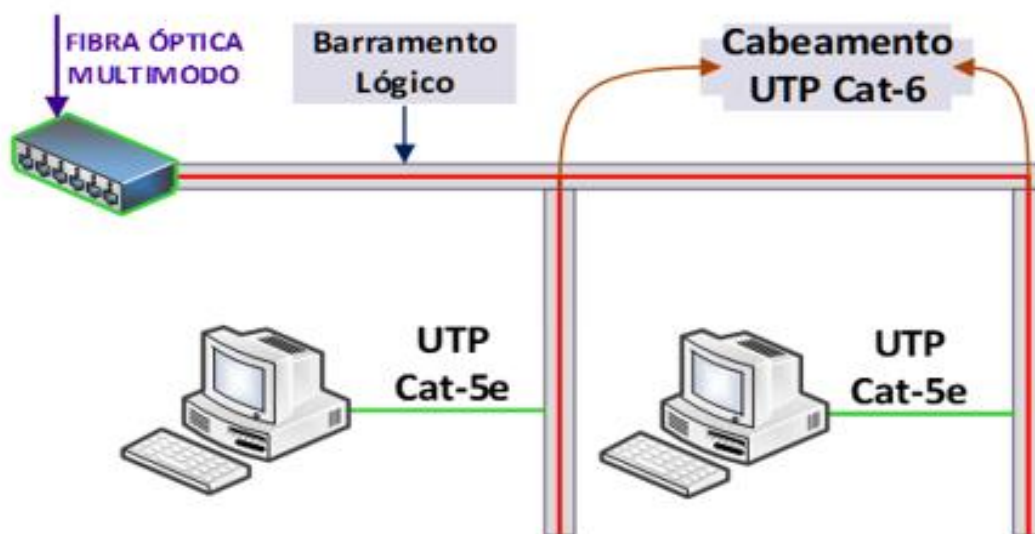 FIBRA ÓPTICA
MULTIMODO
Barramento
Lógico
Cabeamento
UTP Cat-6
UTP
Cat-5e
UTP
Cat-5e